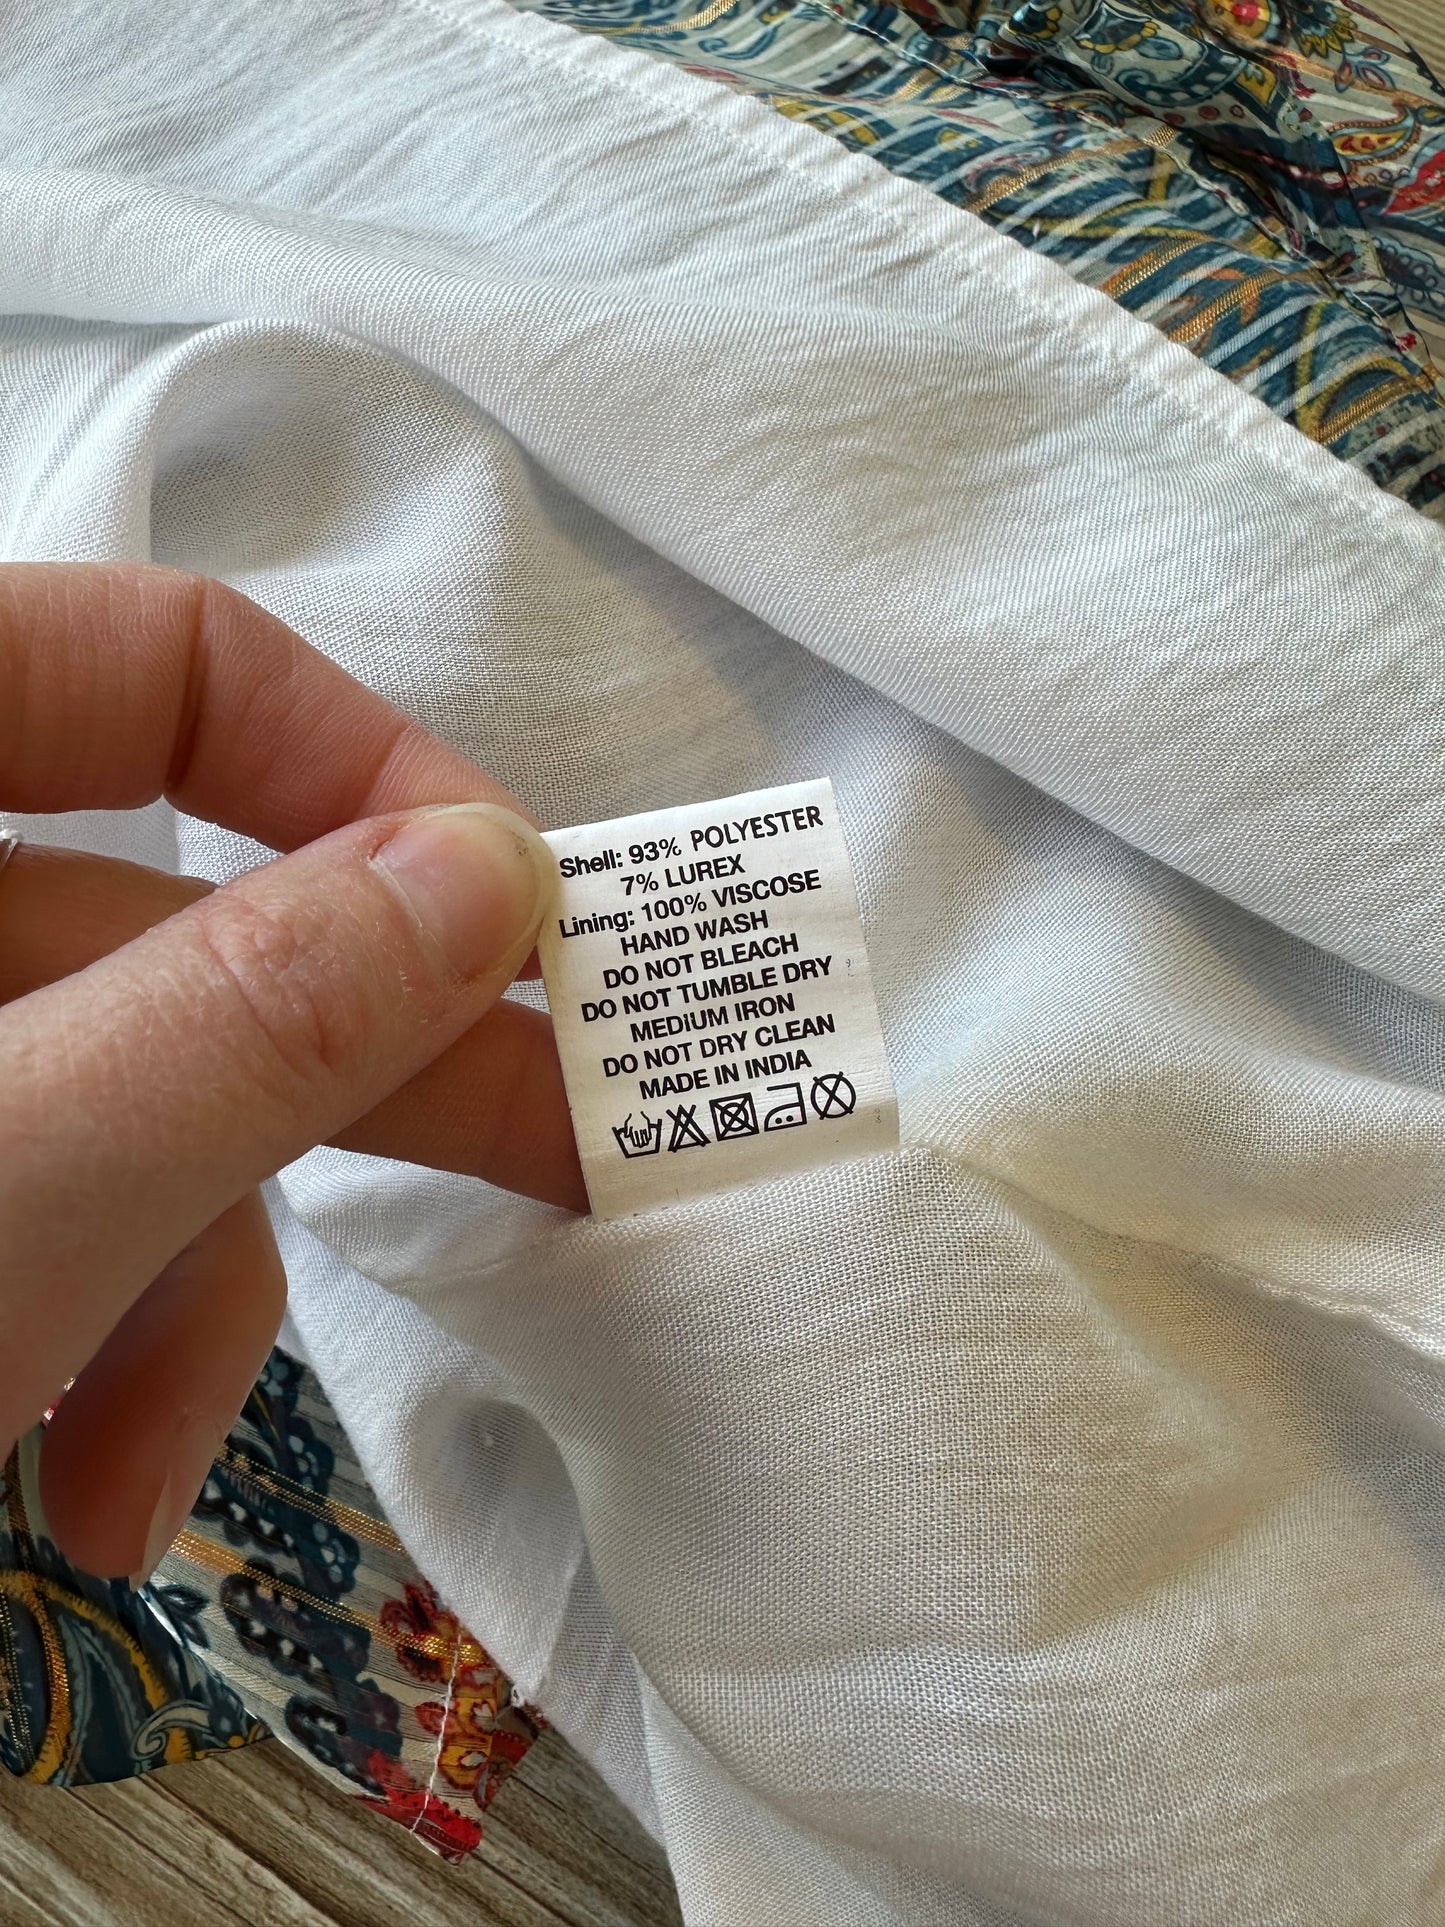 Shell: 93% POLYESTER
7% LUREX
Lining: 100% VISCOSE
HAND WASH
DO NOT BLEACH
DO NOT TUMBLE DRY
MEDIUM IRON
DO NOT DRY CLEAN
MADE IN INDIA